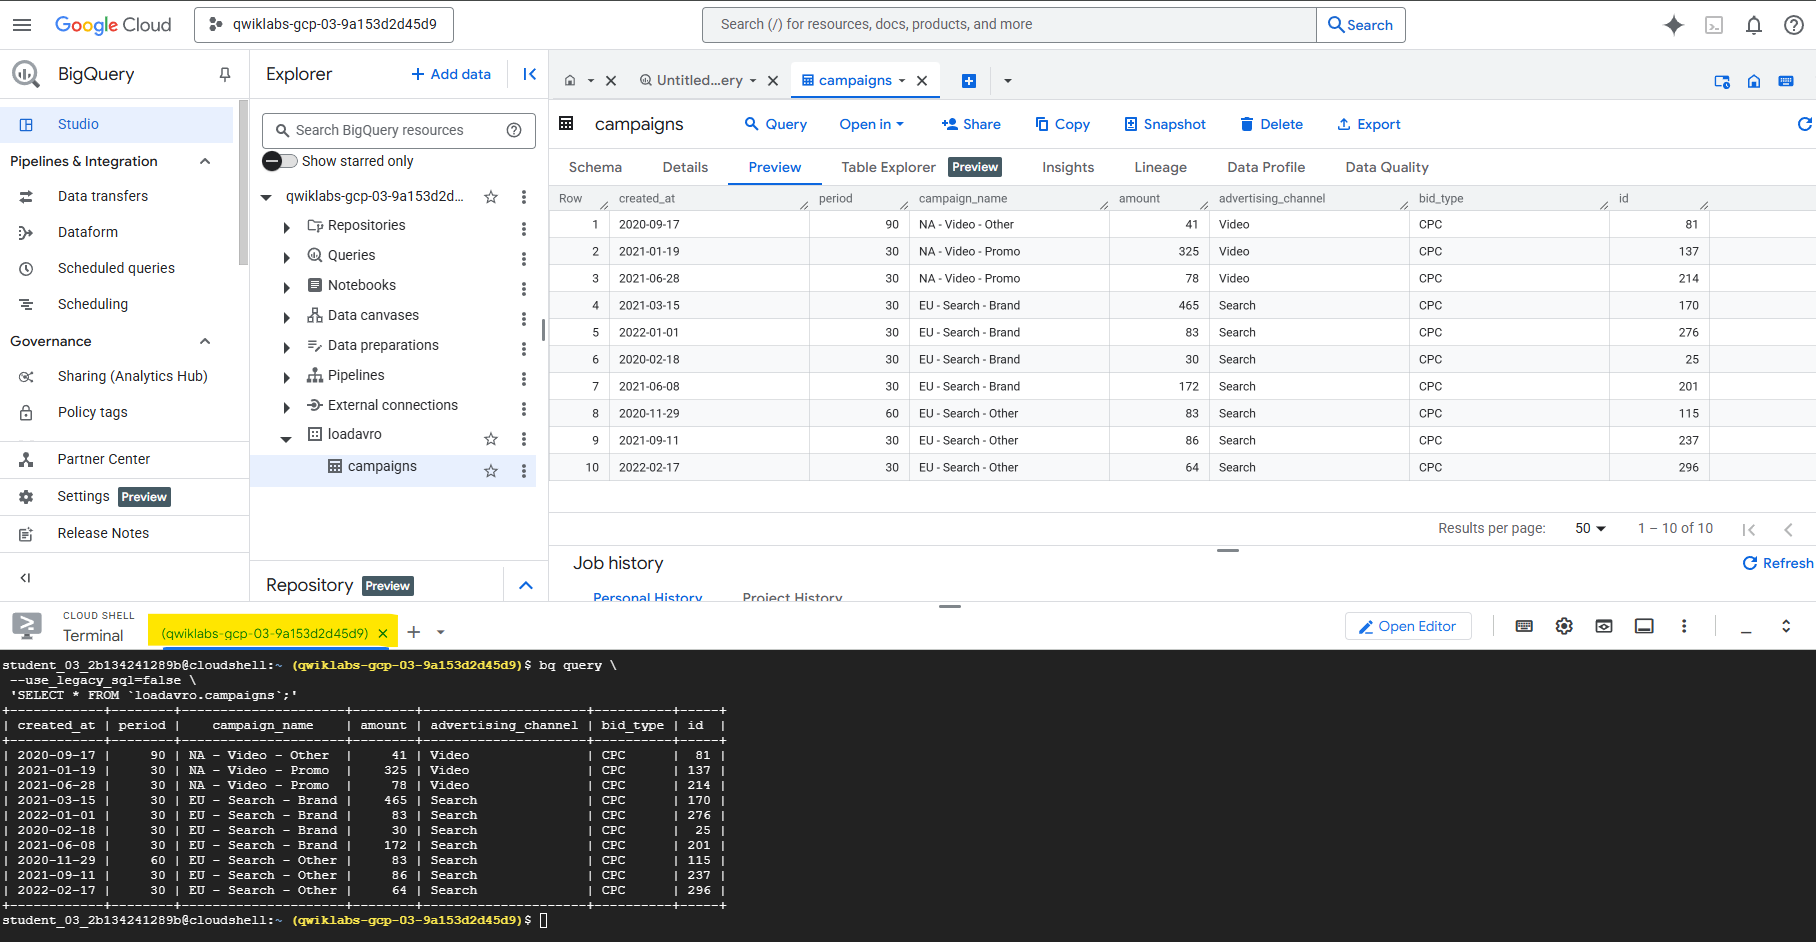 Google Cloud
qwiklabs-gcp-03-9a153d2d45d9
Search (/) for resources, docs, products, and more
Search
BigQuery
Studio
Pipelines & Integration
Data transfers
Dataform
Scheduled queries
Scheduling
Governance
Sharing (Analytics Hub)
Policy tags
Partner Center
Settings Preview
Release Notes
Explorer
+ Add data
Search BigQuery resources
Show starred only
qwiklabs-gcp-03-9a153d2d...
Repositories
Queries
Notebooks
Data canvases
Data preparations
Pipelines
External connections
loadavro
campaigns
Repository Preview
Untitled...ery
campaigns
campaigns
Query Open in Share Copy Snapshot Delete Export
Schema Details Preview Table Explorer Preview Insights Lineage Data Profile Data Quality
Row created_at period campaign_name amount advertising_channel bid_type id
1 2020-09-17 90 NA - Video - Other 41 Video CPC 81
2 2021-01-19 30 NA - Video - Promo 325 Video CPC 137
3 2021-06-28 30 NA - Video - Promo 78 Video CPC 214
4 2021-03-15 30 EU - Search - Brand 465 Search CPC 170
5 2022-01-01 30 EU - Search - Brand 83 Search CPC 276
6 2020-02-18 30 EU - Search - Brand 30 Search CPC 25
7 2021-06-08 30 EU - Search - Brand 172 Search CPC 201
8 2020-11-29 60 EU - Search - Other 83 Search CPC 115
9 2021-09-11 30 EU - Search - Other 86 Search CPC 237
10 2022-02-17 30 EU - Search - Other 64 Search CPC 296
Results per page: 50 1 – 10 of 10
Job history
Refresh
Personal History Project History
CLOUD SHELL
Terminal
(qwiklabs-gcp-03-9a153d2d45d9)
Open Editor
student_03_2b134241289b@cloudshell:~ (qwiklabs-gcp-03-9a153d2d45d9)$ bq query \
--use_legacy_sql=false \
'SELECT * FROM `loadavro.campaigns`;'
+------------+--------+---------------------+--------+---------------------+----------+-----+
| created_at | period |    campaign_name    | amount | advertising_channel | bid_type | id  |
+------------+--------+---------------------+--------+---------------------+----------+-----+
| 2020-09-17 |     90 | NA - Video - Other  |     41 | Video               | CPC      |  81 |
| 2021-01-19 |     30 | NA - Video - Promo  |    325 | Video               | CPC      | 137 |
| 2021-06-28 |     30 | NA - Video - Promo  |     78 | Video               | CPC      | 214 |
| 2021-03-15 |     30 | EU - Search - Brand |    465 | Search              | CPC      | 170 |
| 2022-01-01 |     30 | EU - Search - Brand |     83 | Search              | CPC      | 276 |
| 2020-02-18 |     30 | EU - Search - Brand |     30 | Search              | CPC      |  25 |
| 2021-06-08 |     30 | EU - Search - Brand |    172 | Search              | CPC      | 201 |
| 2020-11-29 |     60 | EU - Search - Other |     83 | Search              | CPC      | 115 |
| 2021-09-11 |     30 | EU - Search - Other |     86 | Search              | CPC      | 237 |
| 2022-02-17 |     30 | EU - Search - Other |     64 | Search              | CPC      | 296 |
+------------+--------+---------------------+--------+---------------------+----------+-----+
student_03_2b134241289b@cloudshell:~ (qwiklabs-gcp-03-9a153d2d45d9)$